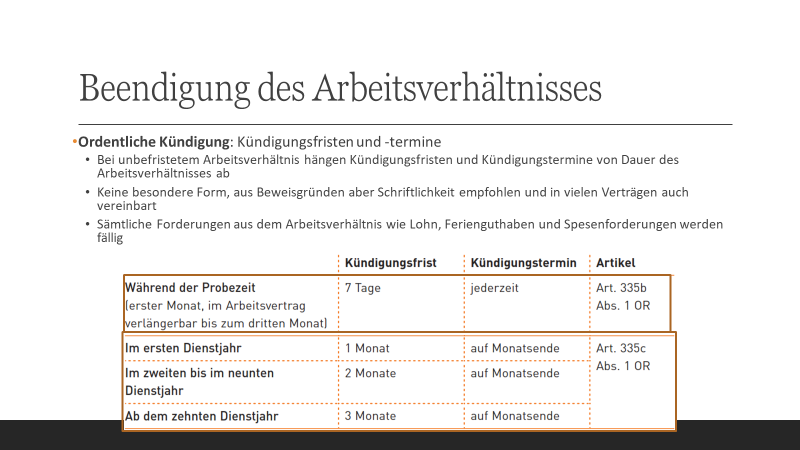 Beendigung des Arbeitsverhältnisses
•Ordentliche Kündigung: Kündigungsfristen und -termine
• Bei unbefristetem Arbeitsverhältnis hängen Kündigungsfristen und Kündigungstermine von Dauer des
Arbeitsverhältnisses ab
• Keine besondere Form, aus Beweisgründen aber Schriftlichkeit empfohlen und in vielen Verträgen auch
vereinbart
• Sämtliche Forderungen aus dem Arbeitsverhältnis wie Lohn, Ferienguthaben und Spesenforderungen werden
fällig
Kündigungsfrist Kündigungstermin Artikel
Während der Probezeit 7 Tage jederzeit Art. 335b
(erster Monat, im Arbeitsvertrag Abs. 1 OR
verlängerbar bis zum dritten Monat)
Im ersten Dienstjahr 1 Monat auf Monatsende Art. 335c
Abs. 1 OR
Im zweiten bis im neunten 2 Monate auf Monatsende
Dienstjahr
Ab dem zehnten Dienstjahr 3 Monate auf Monatsende